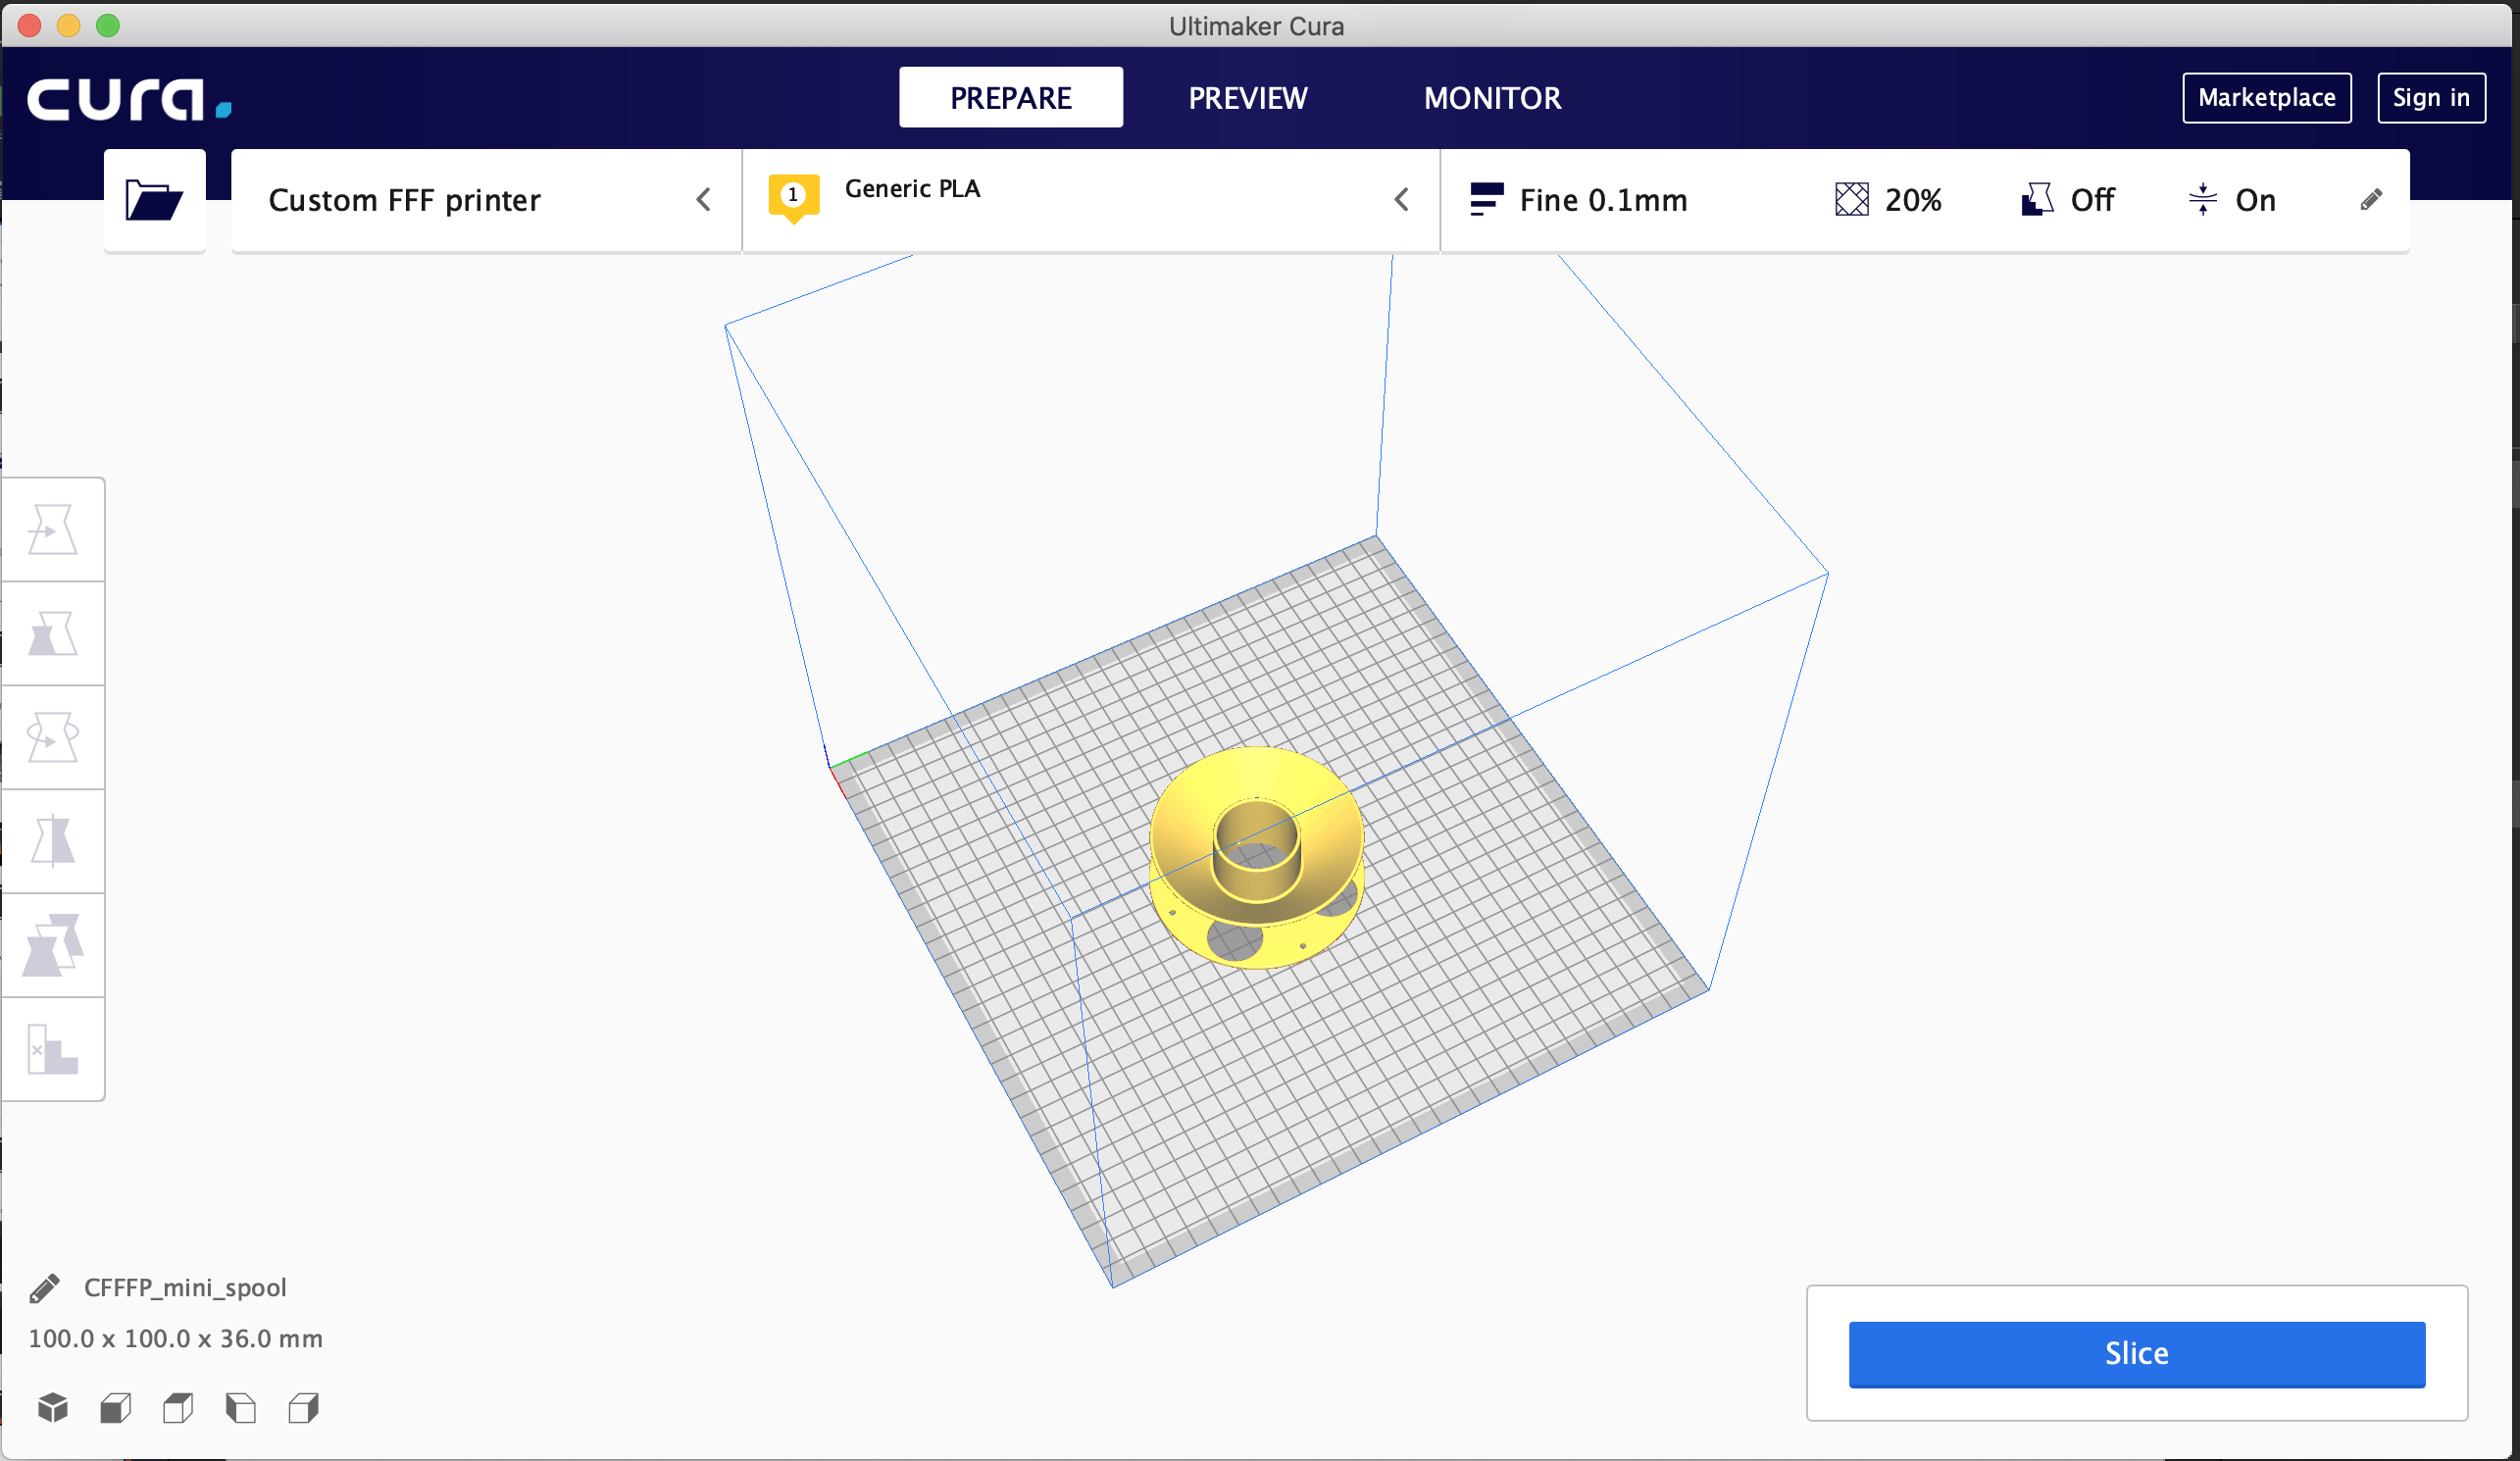 Ultimaker Cura
cura.
PREPARE
PREVIEW
MONITOR
Marketplace
Sign in
Custom FFF printer
1
Generic PLA
Fine 0.1mm
20%
Off
On
CFFFP_mini_spool
100.0 x 100.0 x 36.0 mm
Slice